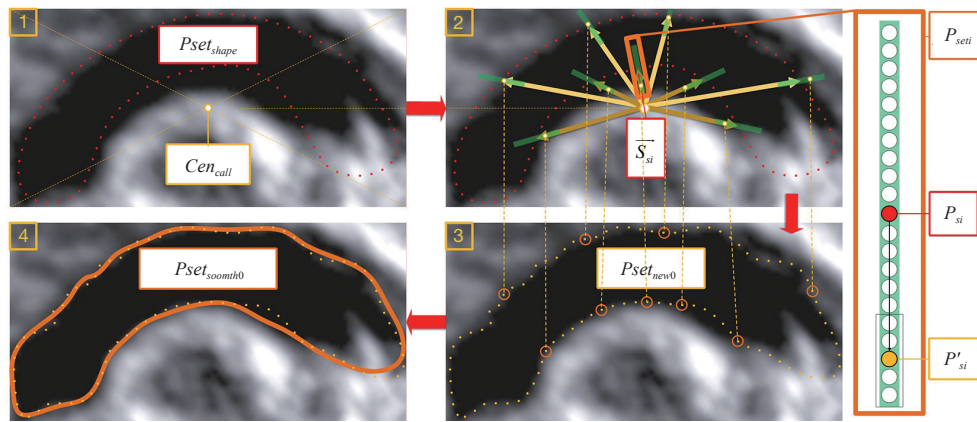 1
Pset_shape
Cen_call
2
S_si
P_seti
P_si
P'_si
4
Pset_soomth0
3
Pset_new0